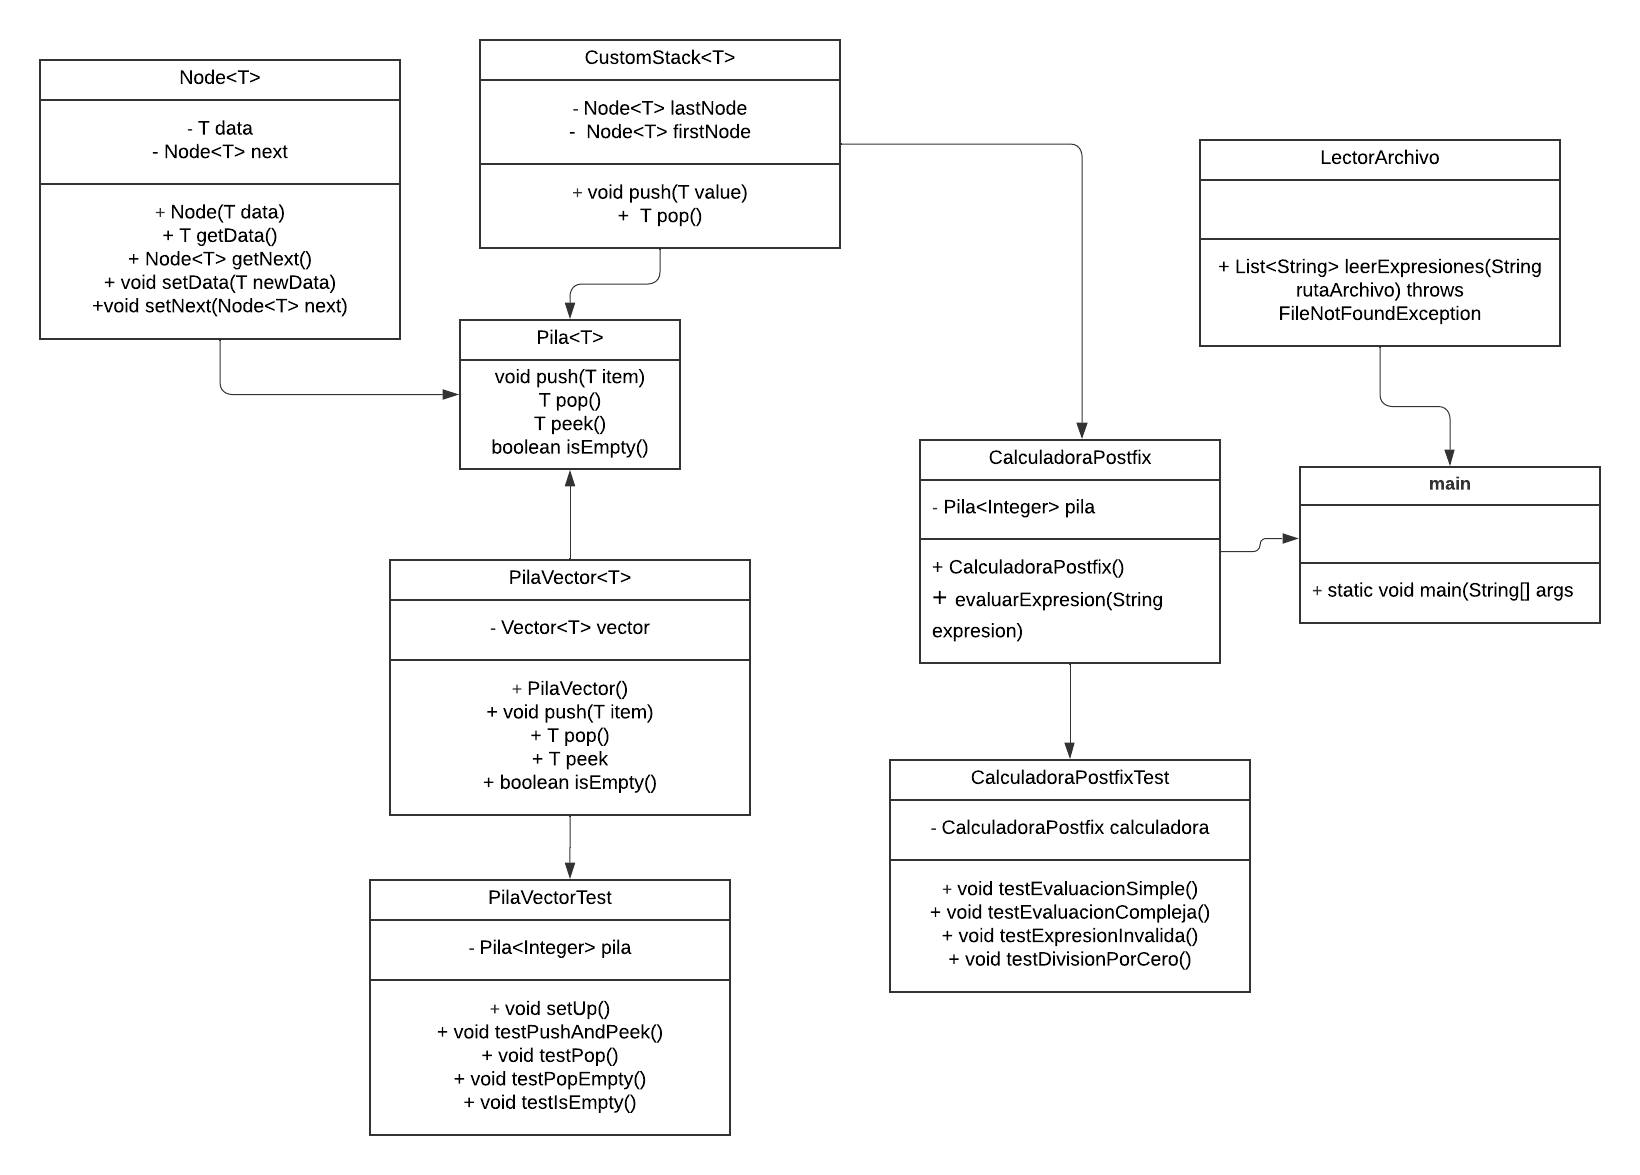 Node<T>
- T data
- Node<T> next
+ Node(T data)
+ T getData()
+ Node<T> getNext()
+ void setData(T newData)
+void setNext(Node<T> next)
CustomStack<T>
- Node<T> lastNode
- Node<T> firstNode
+ void push(T value)
+ T pop()
LectorArchivo
+ List<String> leerExpresiones(String
rutaArchivo) throws
FileNotFoundException
Pila<T>
void push(T item)
T pop()
T peek()
boolean isEmpty()
CalculadoraPostfix
- Pila<Integer> pila
+ CalculadoraPostfix()
+ evaluarExpresion(String
expresion)
main
+ static void main(String[] args
PilaVector<T>
- Vector<T> vector
+ PilaVector()
+ void push(T item)
+ T pop()
+ T peek
+ boolean isEmpty()
CalculadoraPostfixTest
- CalculadoraPostfix calculadora
+ void testEvaluacionSimple()
+ void testEvaluacionCompleja()
+ void testExpresionInvalida()
+ void testDivisionPorCero()
PilaVectorTest
- Pila<Integer> pila
+ void setUp()
+ void testPushAndPeek()
+ void testPop()
+ void testPopEmpty()
+ void testIsEmpty()